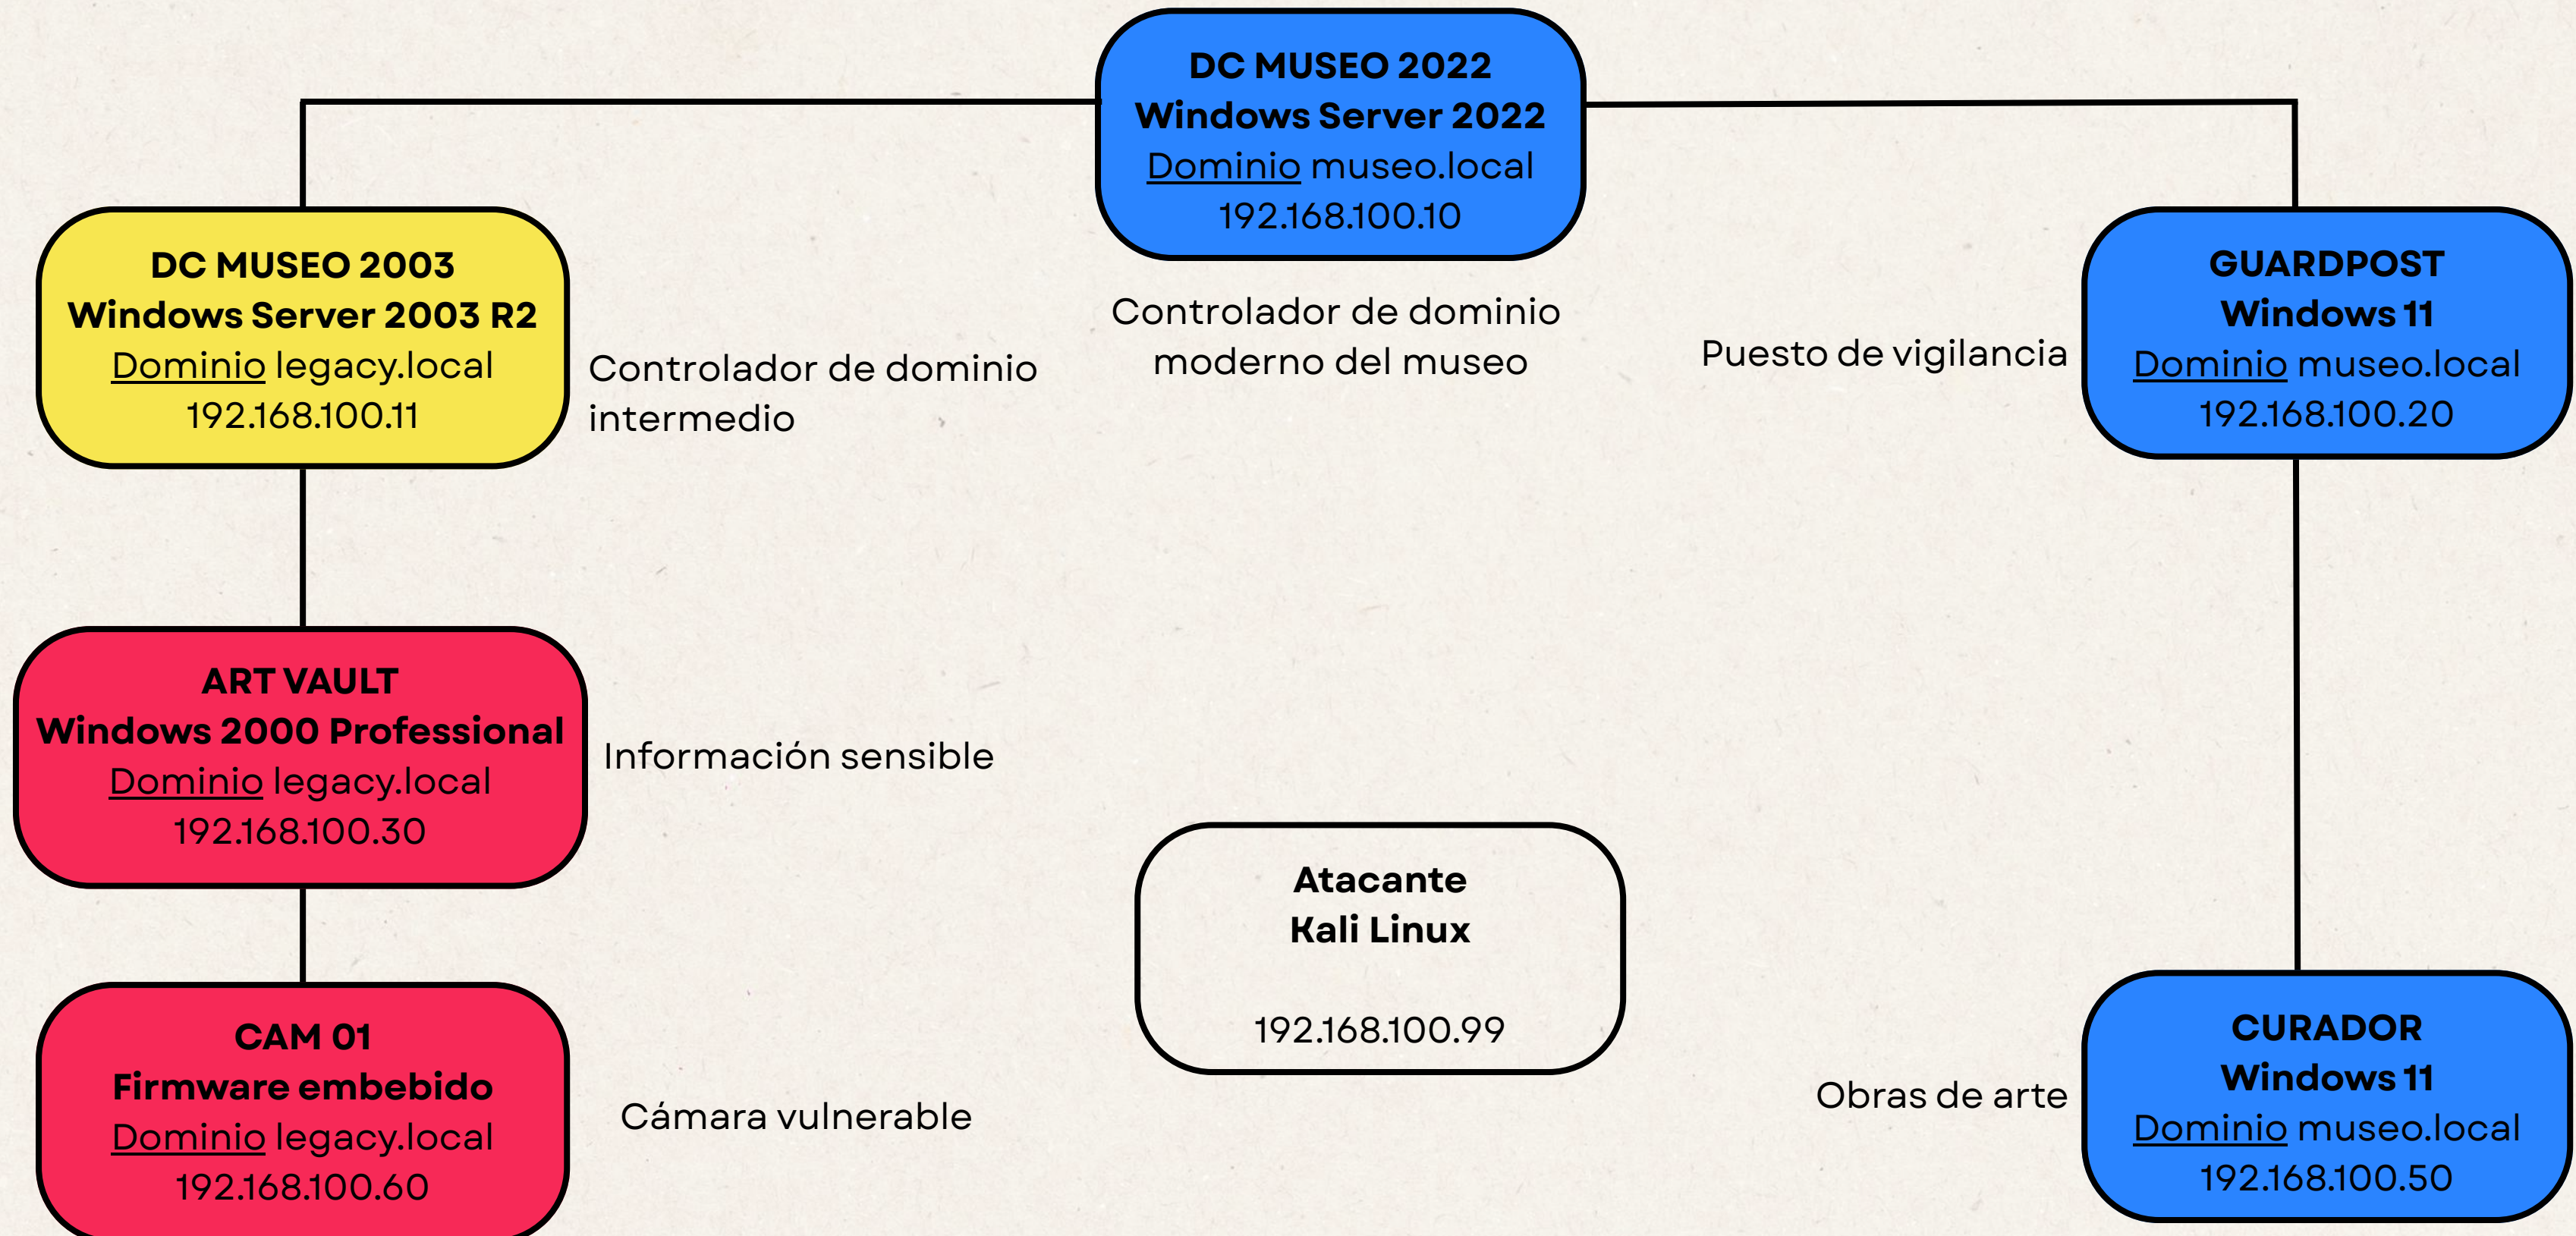 DC MUSEO 2022
Windows Server 2022
Dominio museo.local
192.168.100.10
Controlador de dominio
moderno del museo
DC MUSEO 2003
Windows Server 2003 R2
Dominio legacy.local
192.168.100.11
Controlador de dominio
intermedio
Puesto de vigilancia
GUARDPOST
Windows 11
Dominio museo.local
192.168.100.20
ART VAULT
Windows 2000 Professional
Dominio legacy.local
192.168.100.30
Información sensible
Atacante
Kali Linux
192.168.100.99
CAM 01
Firmware embebido
Dominio legacy.local
192.168.100.60
Cámara vulnerable
Obras de arte
CURADOR
Windows 11
Dominio museo.local
192.168.100.50